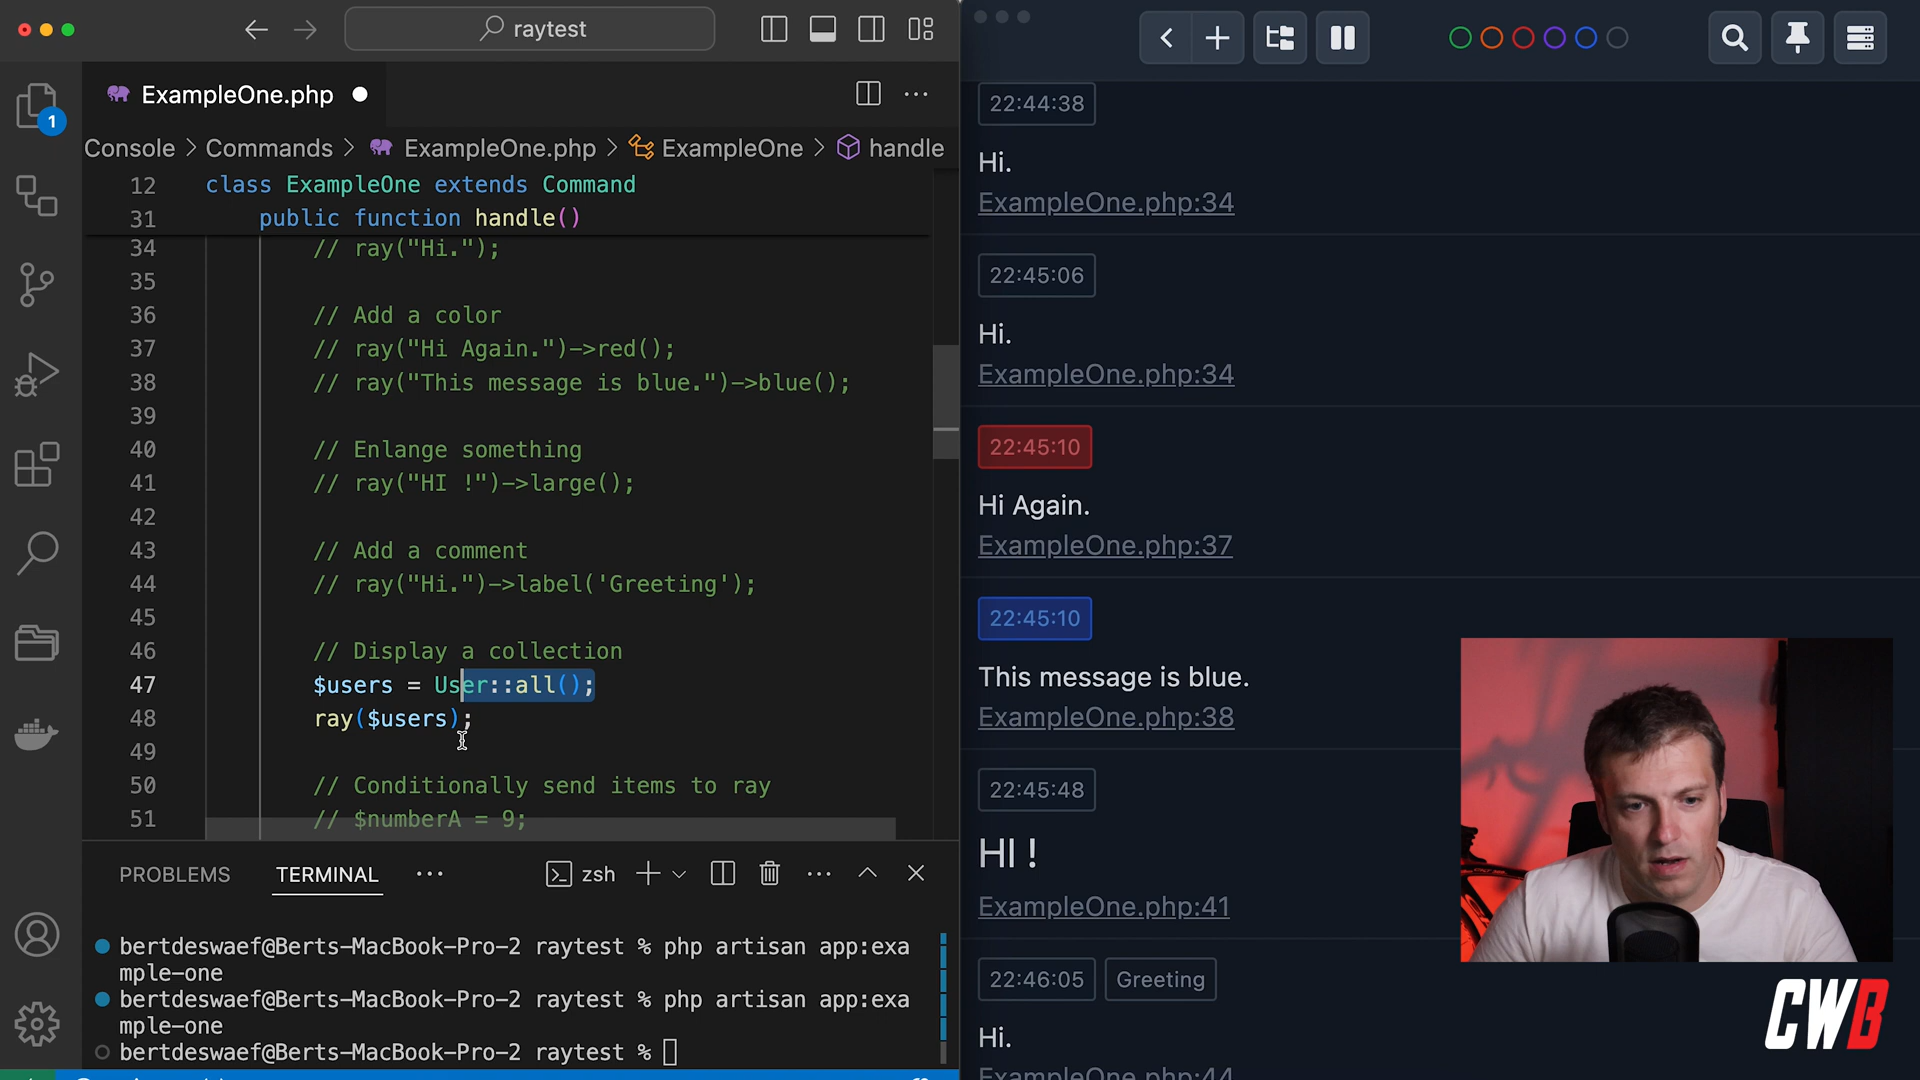 raytest
ExampleOne.php
1
Console > Commands > ExampleOne.php > ExampleOne > handle
12 class ExampleOne extends Command
31 public function handle()
34 // ray("Hi.");
35
36 // Add a color
37 // ray("Hi Again.")->red();
38 // ray("This message is blue.")->blue();
39
40 // Enlange something
41 // ray("HI !")->large();
42
43 // Add a comment
44 // ray("Hi.")->label('Greeting');
45
46 // Display a collection
47 $users = User::all();
48 ray($users);
49
50 // Conditionally send items to ray
51 // $numberA = 9;
PROBLEMS TERMINAL ··· zsh
bertdeswaef@Berts-MacBook-Pro-2 raytest % php artisan app:exa
mple-one
bertdeswaef@Berts-MacBook-Pro-2 raytest % php artisan app:exa
mple-one
bertdeswaef@Berts-MacBook-Pro-2 raytest %
22:44:38
Hi.
ExampleOne.php:34
22:45:06
Hi.
ExampleOne.php:34
22:45:10
Hi Again.
ExampleOne.php:37
22:45:10
This message is blue.
ExampleOne.php:38
22:45:48
HI !
ExampleOne.php:41
22:46:05 Greeting
Hi.
ExampleOne.php:44
CWB